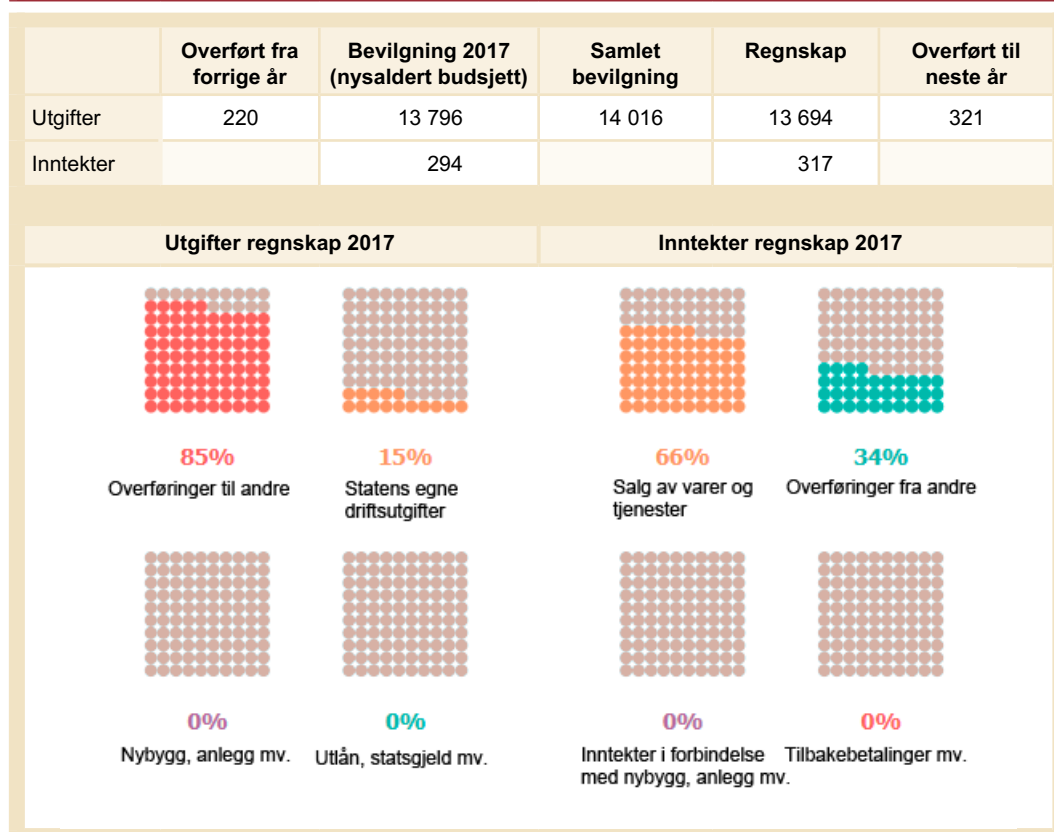 Overført fra forrige år
Bevilgning 2017 (nysaldert budsjett)
Samlet bevilgning
Regnskap
Overført til neste år
Utgifter 220 13 796 14 016 13 694 321
Inntekter 294 317
Utgifter regnskap 2017
Inntekter regnskap 2017
85%
Overføringer til andre
15%
Statens egne
driftsutgifter
66%
Salg av varer og
tjenester
34%
Overføringer fra andre
0%
Nybygg, anlegg mv.
0%
Utlån, statsgjeld mv.
0%
Inntekter i forbindelse
med nybygg, anlegg mv.
0%
Tilbakebetalinger mv.